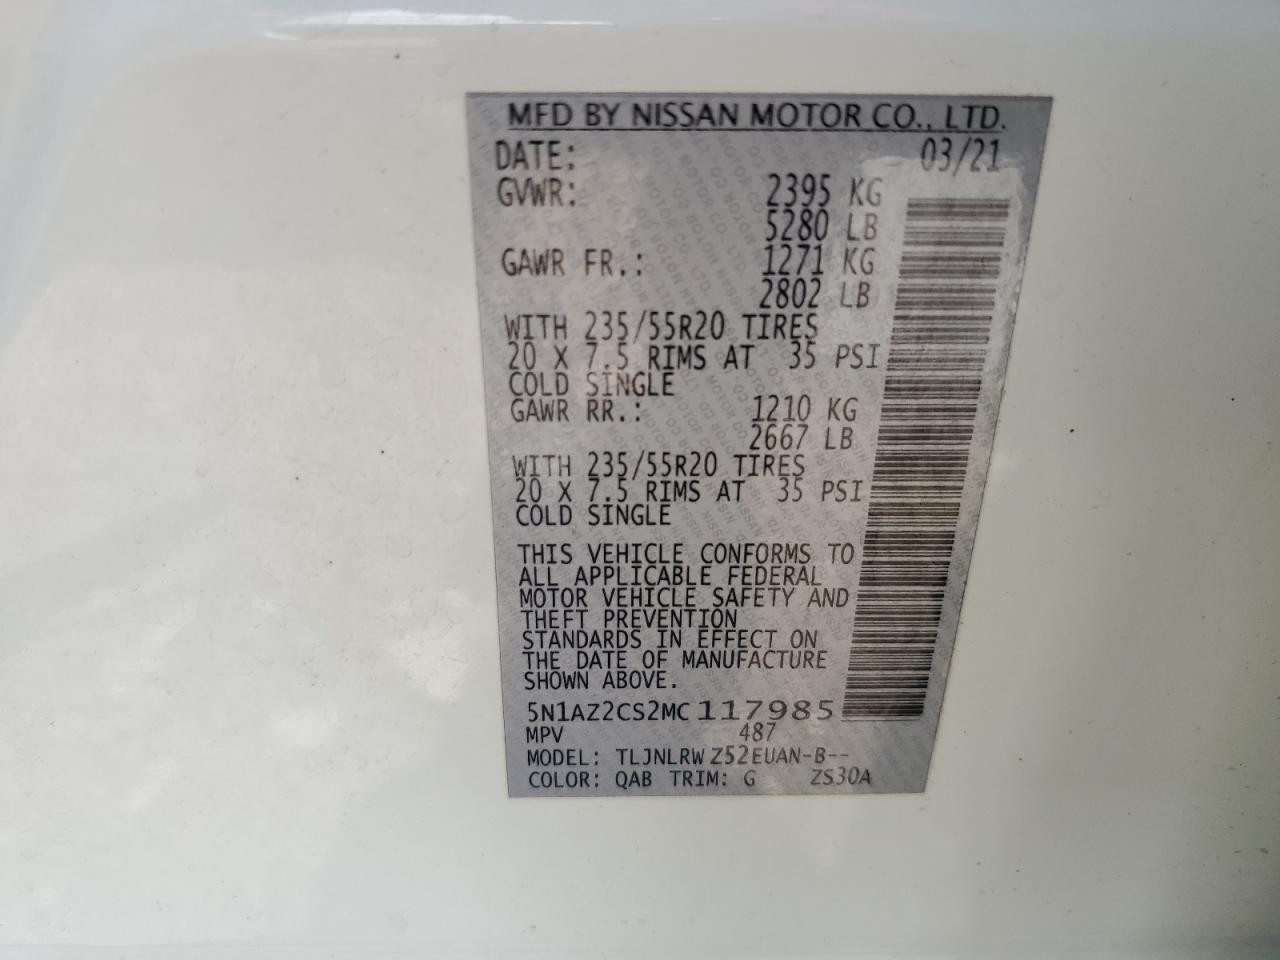 MFD BY NISSAN MOTOR CO., LTD.
DATE: 03/21
GVWR: 2395 KG
5280 LB
GAWR FR.: 1271 KG
2802 LB
WITH 235/55R20 TIRES
20 X 7.5 RIMS AT 35 PSI
COLD SINGLE
GAWR RR.: 1210 KG
2667 LB
WITH 235/55R20 TIRES
20 X 7.5 RIMS AT 35 PSI
COLD SINGLE
THIS VEHICLE CONFORMS TO
ALL APPLICABLE FEDERAL
MOTOR VEHICLE SAFETY AND
THEFT PREVENTION
STANDARDS IN EFFECT ON
THE DATE OF MANUFACTURE
SHOWN ABOVE.
5N1AZ2CS2MC117985
MPV 487
MODEL: TLJNLRW Z52EUAN-B--
COLOR: QAB TRIM: G ZS30A